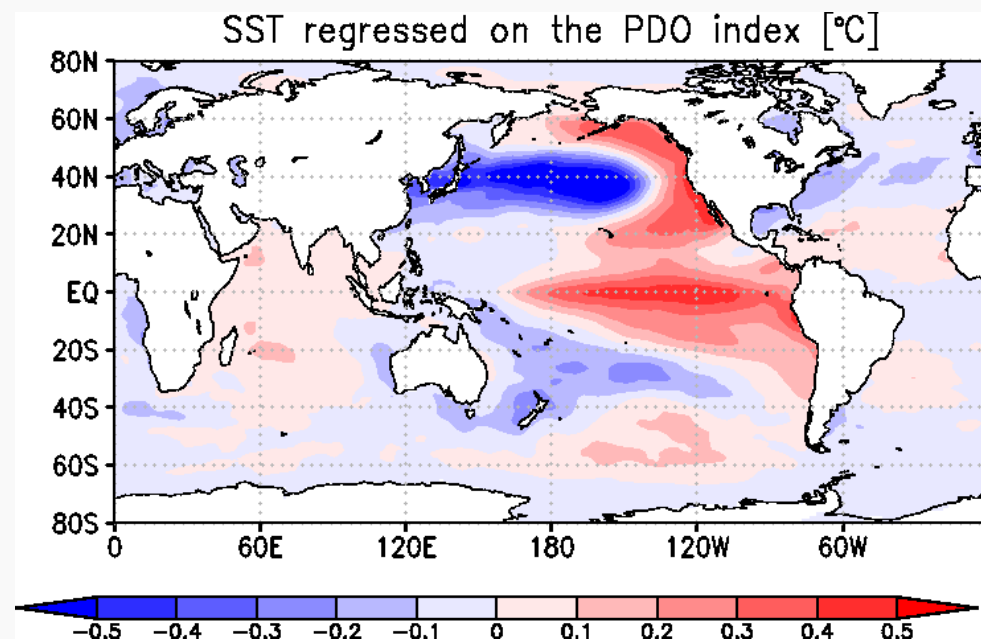 SST regressed on the PDO index [°C]
80N
60N
40N
20N
EQ
20S
40S
60S
80S
0 60E 120E 180 120W 60W
-0.5 -0.4 -0.3 -0.2 -0.1 0 0.1 0.2 0.3 0.4 0.5